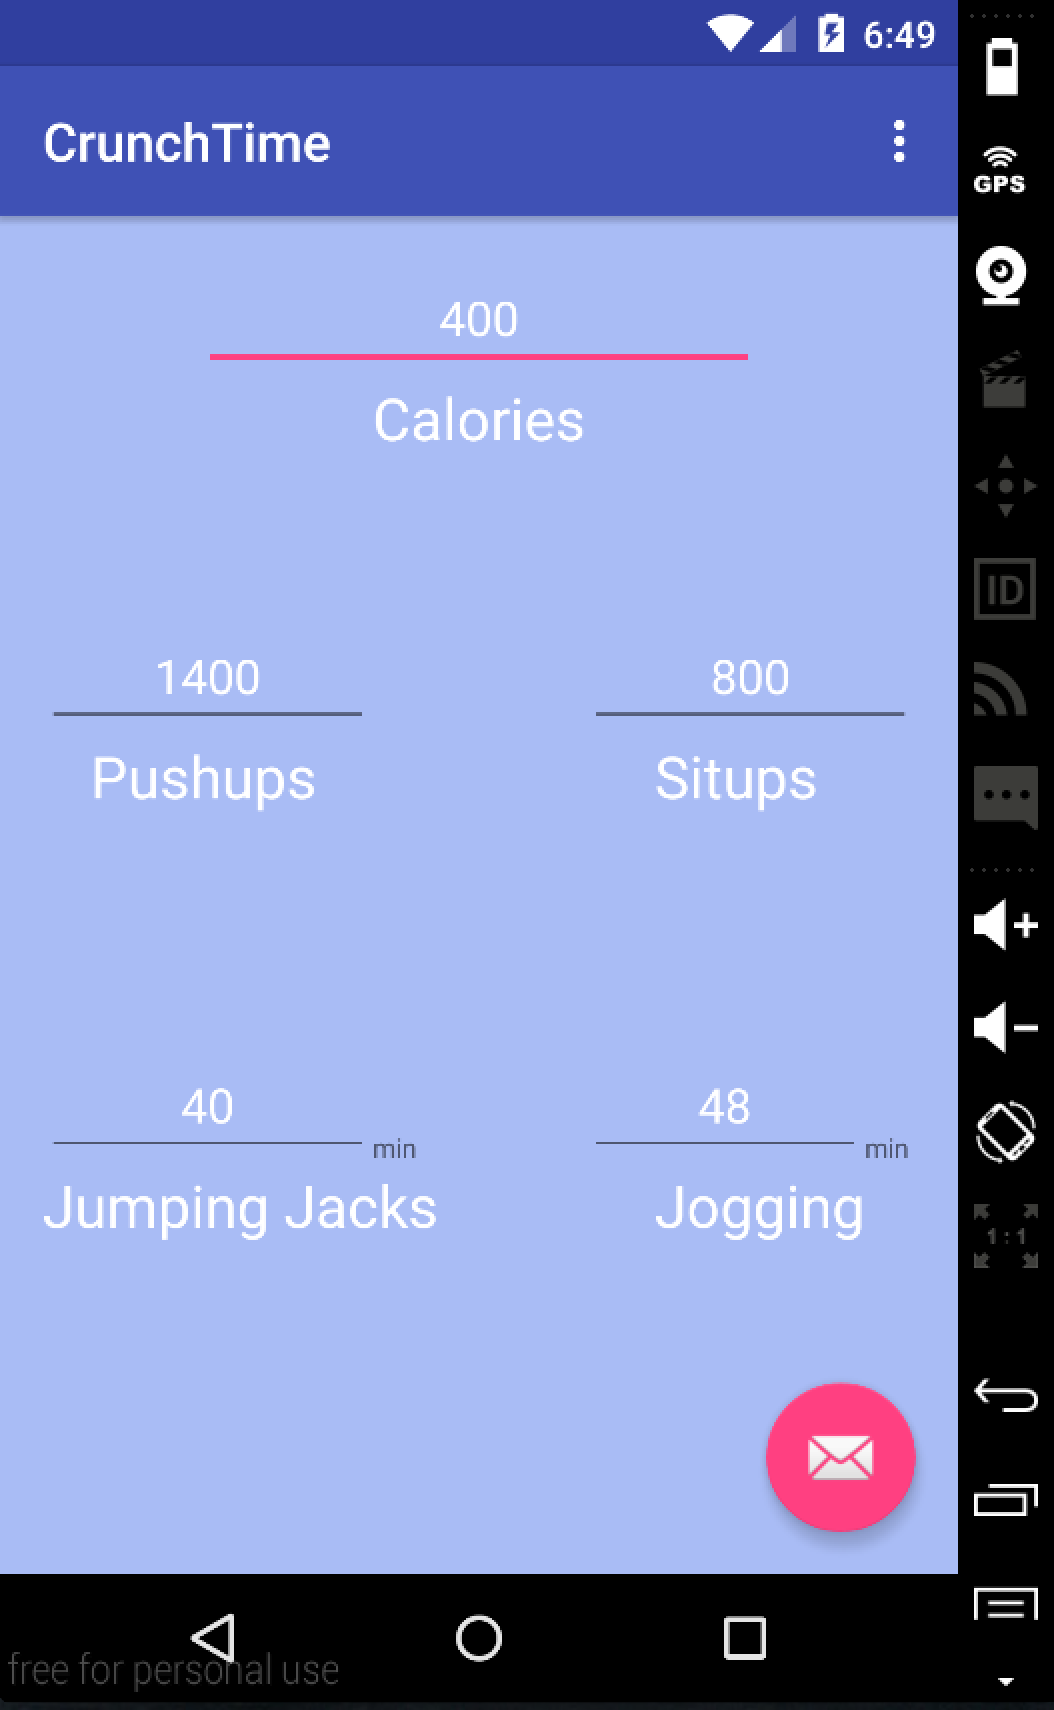 6:49
CrunchTime
GPS
400
Calories
ID
1400 800
Pushups Situps
40 min 48 min
Jumping Jacks Jogging
1:1
free for personal use